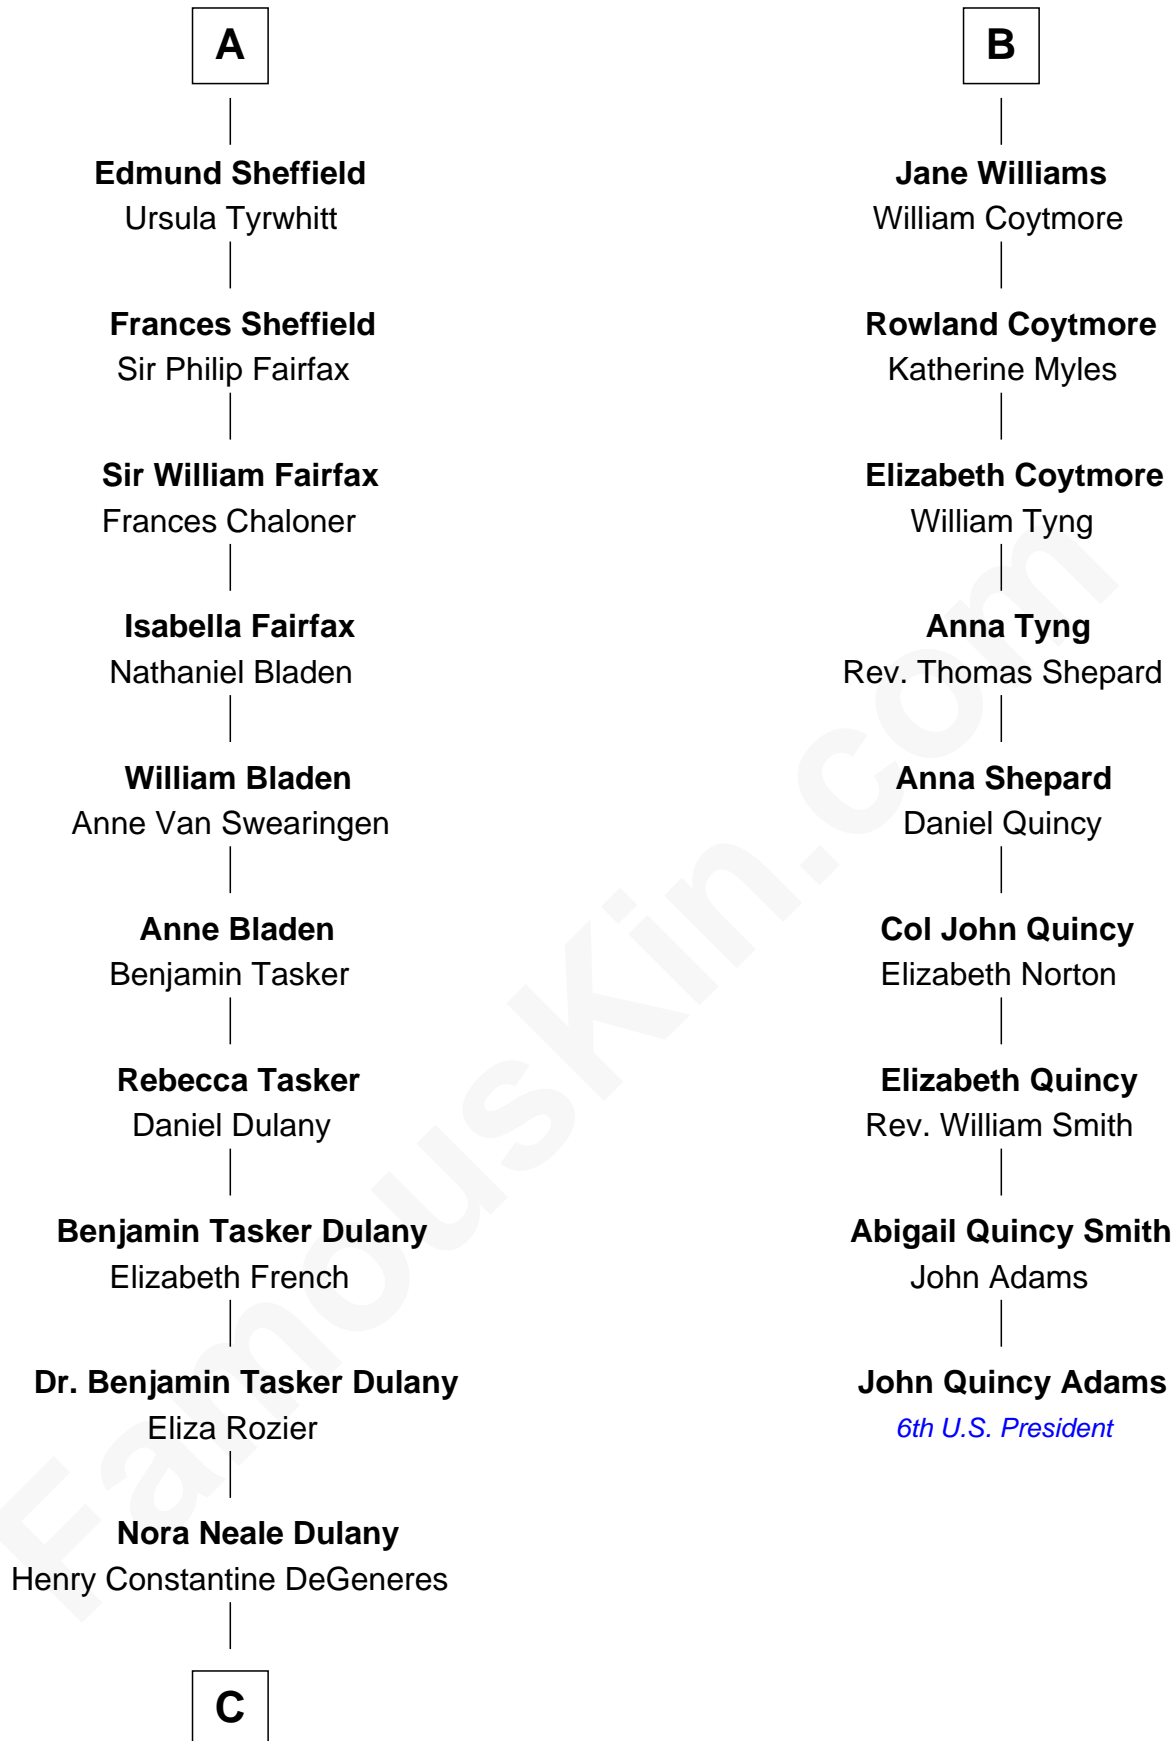 A
Edmund Sheffield
Ursula Tyrwhitt
Frances Sheffield
Sir Philip Fairfax
Sir William Fairfax
Frances Chaloner
Isabella Fairfax
Nathaniel Bladen
William Bladen
Anne Van Swearingen
Anne Bladen
Benjamin Tasker
Rebecca Tasker
Daniel Dulany
Benjamin Tasker Dulany
Elizabeth French
Dr. Benjamin Tasker Dulany
Eliza Rozier
Nora Neale Dulany
Henry Constantine DeGeneres
C
B
Jane Williams
William Coytmore
Rowland Coytmore
Katherine Myles
Elizabeth Coytmore
William Tyng
Anna Tyng
Rev. Thomas Shepard
Anna Shepard
Daniel Quincy
Col John Quincy
Elizabeth Norton
Elizabeth Quincy
Rev. William Smith
Abigail Quincy Smith
John Adams
John Quincy Adams
6th U.S. President
FamousKin.com